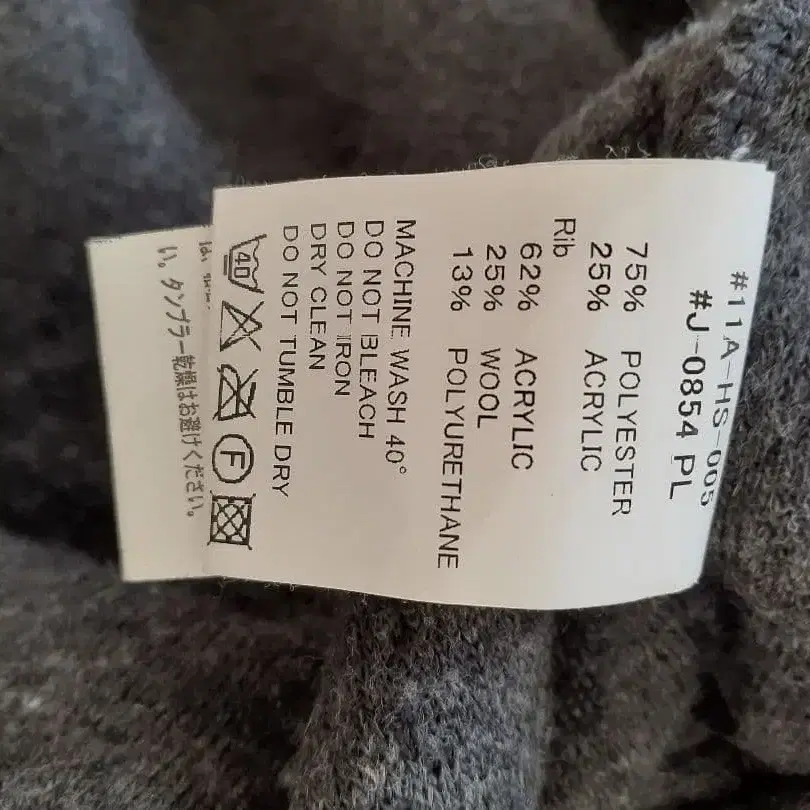 #11A-HS-005
#J-0854 PL
75% POLYESTER
25% ACRYLIC
Rib
62% ACRYLIC
25% WOOL
13% POLYURETHANE
MACHINE WASH 40°
DO NOT BLEACH
DO NOT IRON
DRY CLEAN
DO NOT TUMBLE DRY
40
F
い。タンブラー乾燥はお避けください。